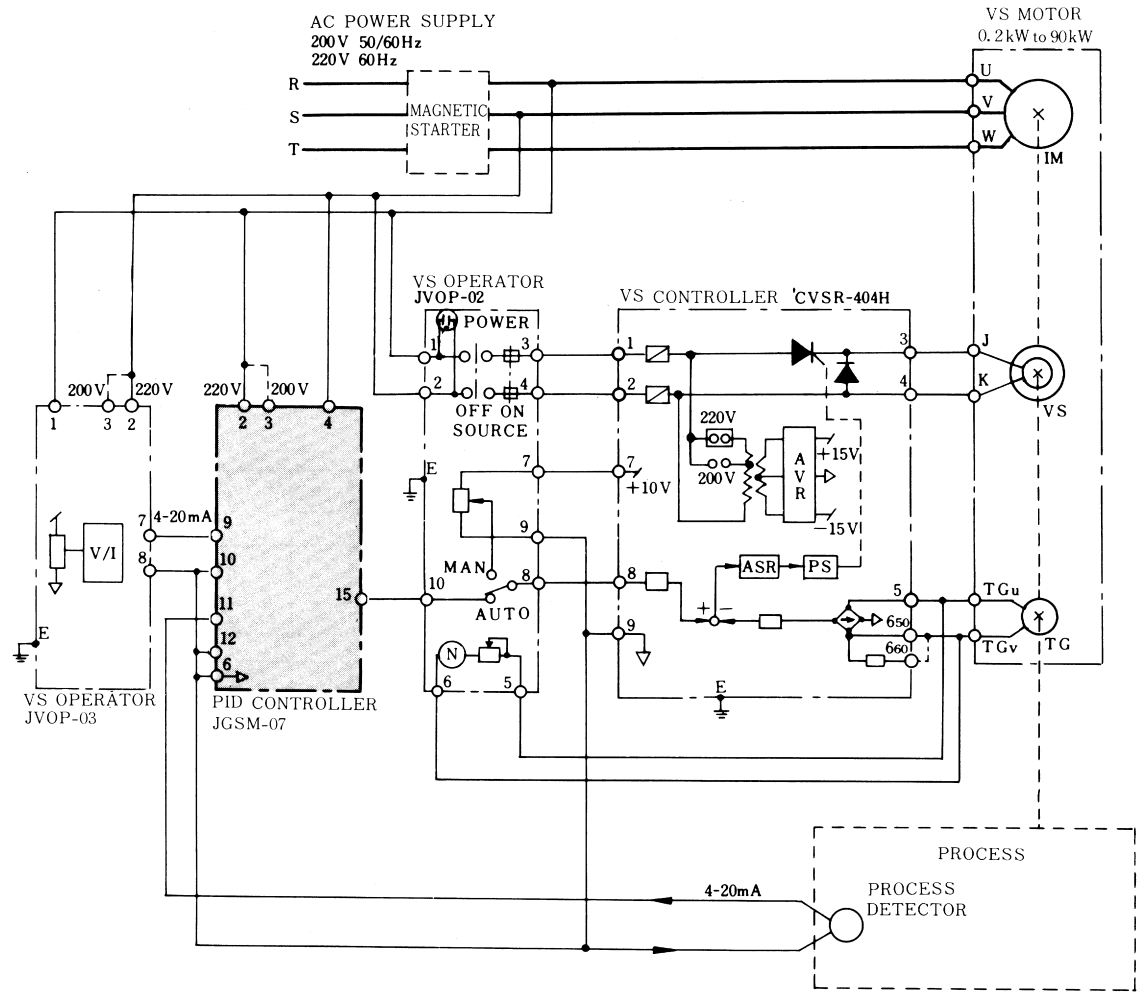 AC POWER SUPPLY
200V 50/60Hz
220V 60Hz
VS MOTOR
0.2kW to 90kW
R
S
T
MAGNETIC
STARTER
U
V
W
IM
VS OPERATOR
JVOP-02
POWER
1
2
3
4
OFF ON
SOURCE
E
7
9
MAN
10
8
AUTO
N
6
5
VS CONTROLLER 'CVSR-404H
1
2
3
4
220V
200V
AVR
+15V
-15V
7
+10V
8
ASR
PS
+
-
9
5
650
660
E
J
K
VS
TGu
TGv
TG
200V
220V
1
3
2
7
4-20mA
8
V/I
E
VS OPERATOR
JVOP-03
220V
200V
2
3
4
9
10
11
12
6
15
PID CONTROLLER
JGSM-07
4-20mA
PROCESS
PROCESS
DETECTOR